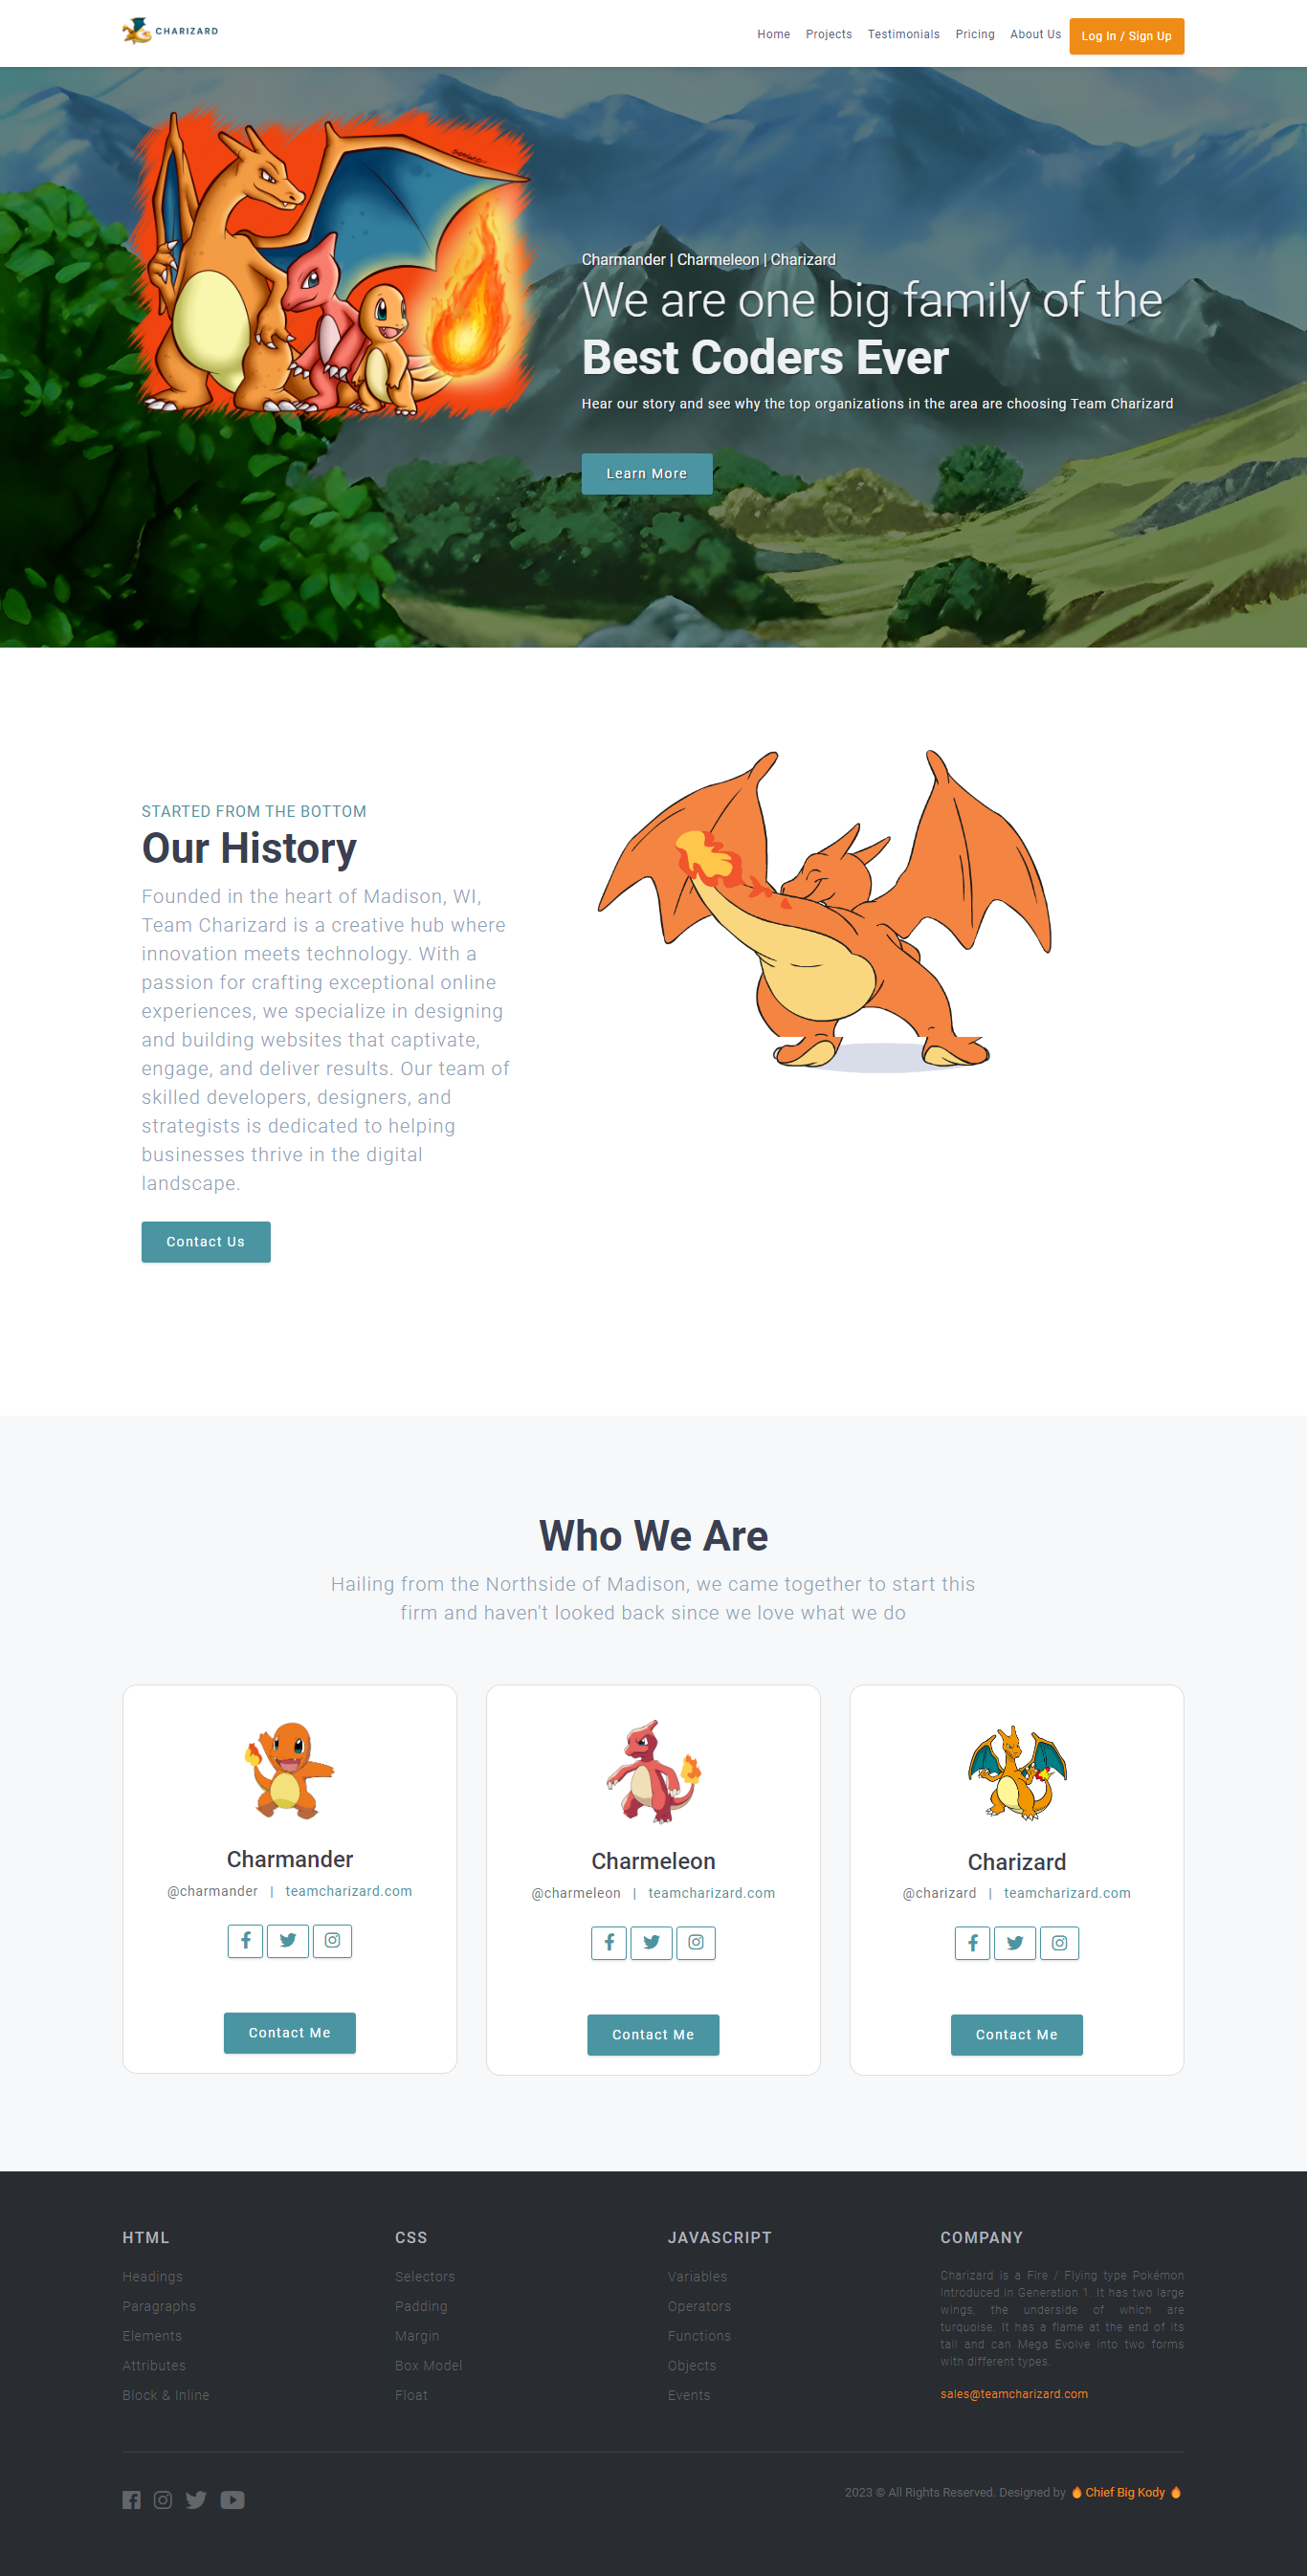 CHARIZARD
Home Projects Testimonials Pricing About Us Log In / Sign Up
Charmander | Charmeleon | Charizard
We are one big family of the
Best Coders Ever
Hear our story and see why the top organizations in the area are choosing Team Charizard
Learn More
STARTED FROM THE BOTTOM
Our History
Founded in the heart of Madison, WI,
Team Charizard is a creative hub where
innovation meets technology. With a
passion for crafting exceptional online
experiences, we specialize in designing
and building websites that captivate,
engage, and deliver results. Our team of
skilled developers, designers, and
strategists is dedicated to helping
businesses thrive in the digital
landscape.
Contact Us
Who We Are
Hailing from the Northside of Madison, we came together to start this
firm and haven't looked back since we love what we do
Charmander
@charmander | teamcharizard.com
Contact Me
Charmeleon
@charmeleon | teamcharizard.com
Contact Me
Charizard
@charizard | teamcharizard.com
Contact Me
HTML
Headings
Paragraphs
Elements
Attributes
Block & Inline
CSS
Selectors
Padding
Margin
Box Model
Float
JAVASCRIPT
Variables
Operators
Functions
Objects
Events
COMPANY
Charizard is a Fire / Flying type Pokémon
introduced in Generation 1. It has two large
wings, the underside of which are
turquoise. It has a flame at the end of its
tail and can Mega Evolve into two forms
with different types.
sales@teamcharizard.com
2023 © All Rights Reserved. Designed by 🔥 Chief Big Kody 🔥